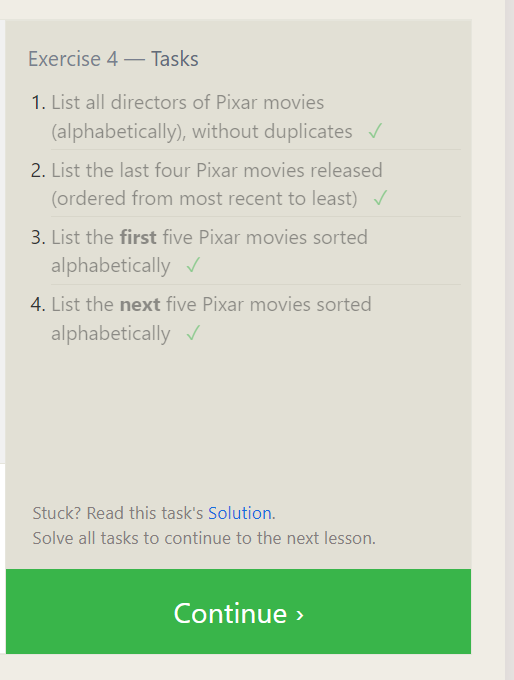 Exercise 4 — Tasks
1. List all directors of Pixar movies
(alphabetically), without duplicates ✓
2. List the last four Pixar movies released
(ordered from most recent to least) ✓
3. List the first five Pixar movies sorted
alphabetically ✓
4. List the next five Pixar movies sorted
alphabetically ✓
Stuck? Read this task's Solution.
Solve all tasks to continue to the next lesson.
Continue ›